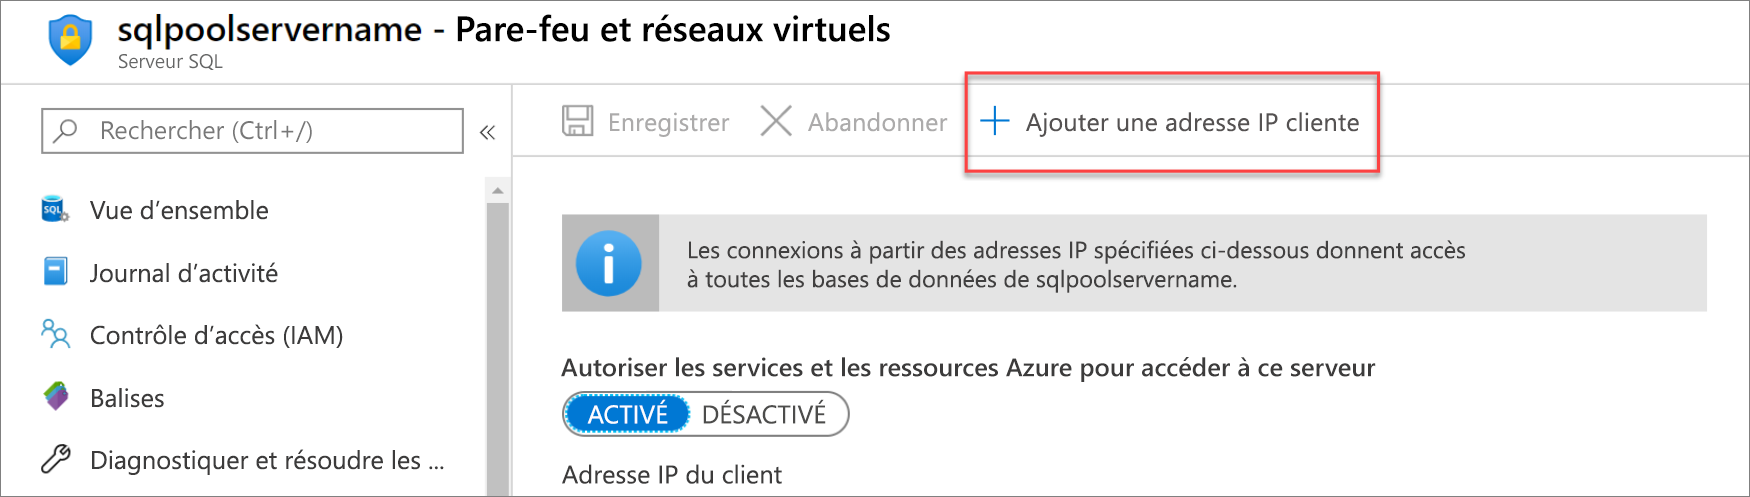 sqlpoolservername - Pare-feu et réseaux virtuels
Serveur SQL
Rechercher (Ctrl+/)
«
Enregistrer
Abandonner
Ajouter une adresse IP cliente
SQL
Vue d’ensemble
Journal d’activité
Contrôle d’accès (IAM)
Balises
Diagnostiquer et résoudre les ...
Les connexions à partir des adresses IP spécifiées ci-dessous donnent accès
à toutes les bases de données de sqlpoolservername.
Autoriser les services et les ressources Azure pour accéder à ce serveur
ACTIVÉ DÉSACTIVÉ
Adresse IP du client